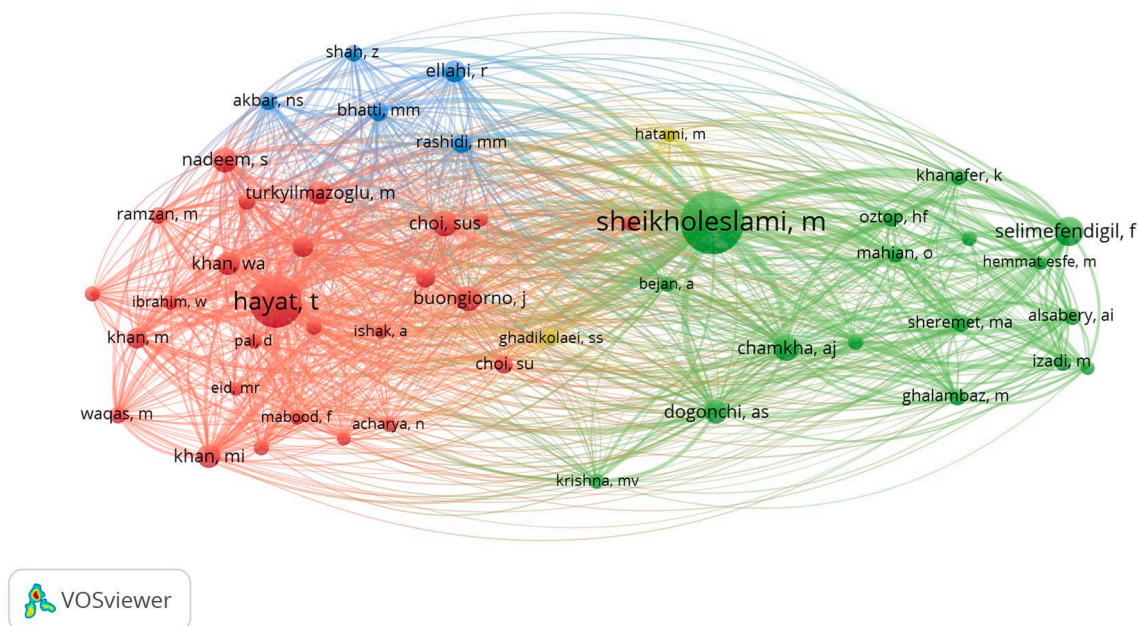 shah, z
ellahi, r
akbar, ns
bhatti, mm
hatami, m
rashidi, mm
nadeem, s
khanafer, k
turkyilmazoglu, m
ramzan, m
choi, sus
sheikholeslami, m
oztop, hf
selimefendigil, f
mahian, o
hemmat esfe, m
khan, wa
bejan, a
hayat, t
ibrahim, w
buongiorno, j
alsabery, ai
sheremet, ma
ishak, a
khan, m
pal, d
ghadikolaei, ss
chamkha, aj
choi, su
izadi, m
eid, mr
ghalambaz, m
waqas, m
mabood, f
acharya, n
dogonchi, as
khan, mi
krishna, mv
VOSviewer